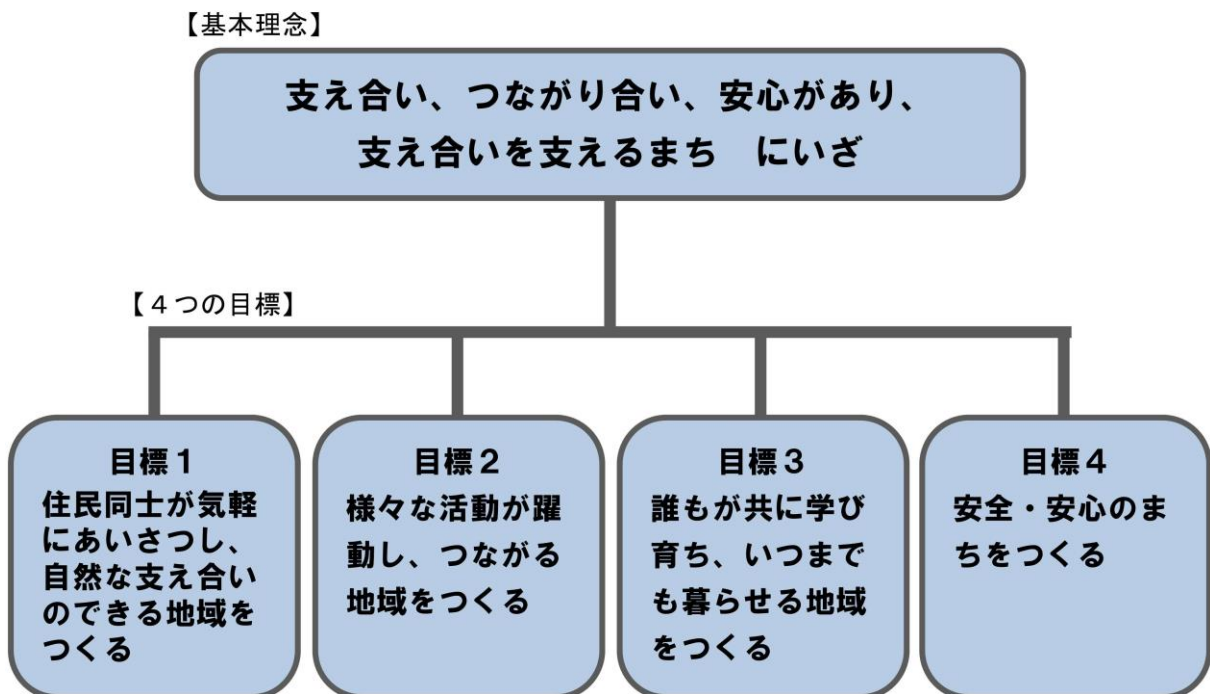 【基本理念】
支え合い、つながり合い、安心があり、
支え合いを支えるまち　にいざ
【４つの目標】
目標１
住民同士が気軽
にあいさつし、
自然な支え合い
のできる地域を
つくる
目標２
様々な活動が躍
動し、つながる
地域をつくる
目標３
誰もが共に学び
育ち、いつまで
も暮らせる地域
をつくる
目標４
安全・安心のま
ちをつくる